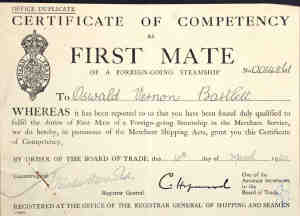 OFFICE DUPLICATE
CERTIFICATE OF COMPETENCY
AS
FIRST MATE
OF A FOREIGN-GOING STEAMSHIP
No
To Oswald Vernon Bartlett
WHEREAS it has been reported to us that you have been found duly qualified to
fulfil the duties of First Mate of a Foreign-going Steamship in the Merchant Service,
we do hereby, in pursuance of the Merchant Shipping Acts, grant you this Certificate
of Competency.
BY ORDER OF THE BOARD OF TRADE this day of
Countersigned
Registrar General.
One of the
Assistant Secretaries
to the
Board of Trade.
REGISTERED AT THE OFFICE OF THE REGISTRAR GENERAL OF SHIPPING AND SEAMEN